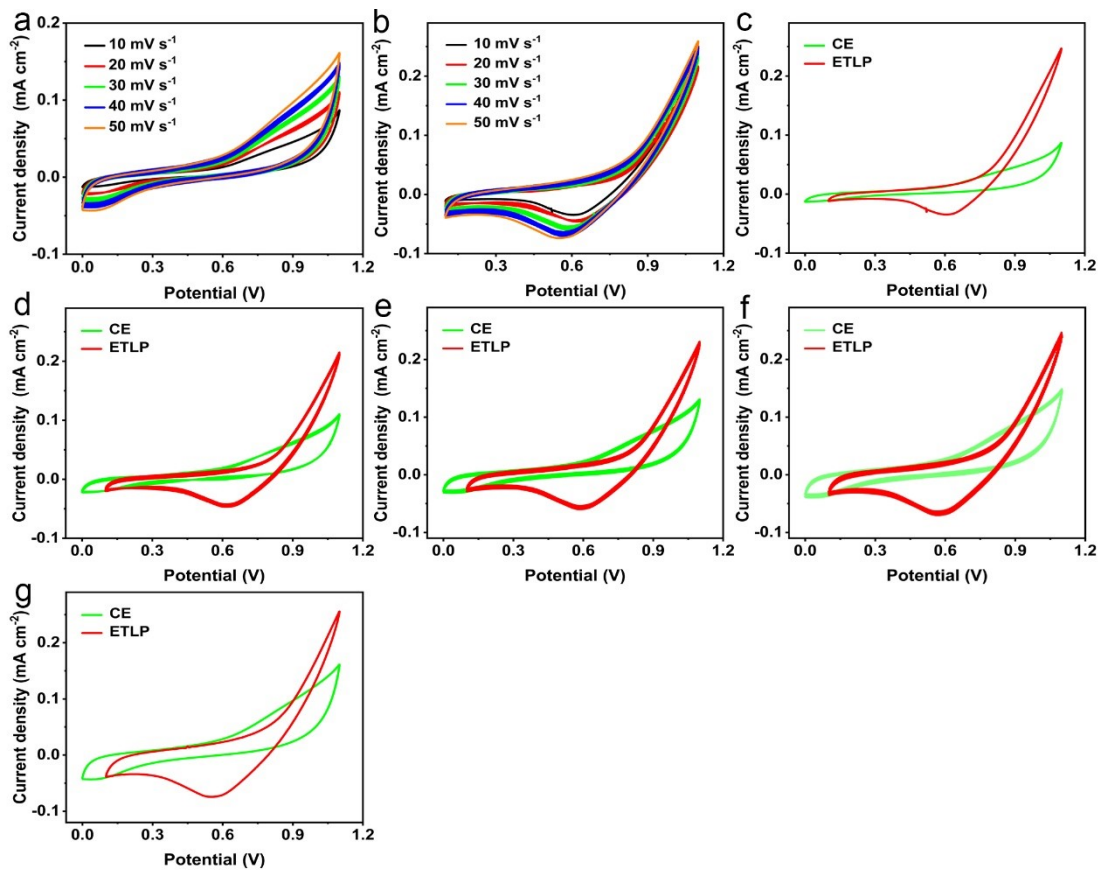 a
0.2
0.1
0.0
-0.1
Current density (mA cm⁻²)
10 mV s⁻¹
20 mV s⁻¹
30 mV s⁻¹
40 mV s⁻¹
50 mV s⁻¹
0.0 0.3 0.6 0.9 1.2
Potential (V)
b
0.2
0.1
0.0
-0.1
Current density (mA cm⁻²)
10 mV s⁻¹
20 mV s⁻¹
30 mV s⁻¹
40 mV s⁻¹
50 mV s⁻¹
0.3 0.6 0.9 1.2
Potential (V)
c
0.2
0.1
0.0
-0.1
Current density (mA cm⁻²)
CE
ETLP
0.0 0.3 0.6 0.9 1.2
Potential (V)
d
0.2
0.1
0.0
-0.1
Current density (mA cm⁻²)
CE
ETLP
0.0 0.3 0.6 0.9 1.2
Potential (V)
e
0.2
0.1
0.0
-0.1
Current density (mA cm⁻²)
CE
ETLP
0.0 0.3 0.6 0.9 1.2
Potential (V)
f
0.2
0.1
0.0
-0.1
Current density (mA cm⁻²)
CE
ETLP
0.0 0.3 0.6 0.9 1.2
Potential (V)
g
0.2
0.1
0.0
-0.1
Current density (mA cm⁻²)
CE
ETLP
0.0 0.3 0.6 0.9 1.2
Potential (V)